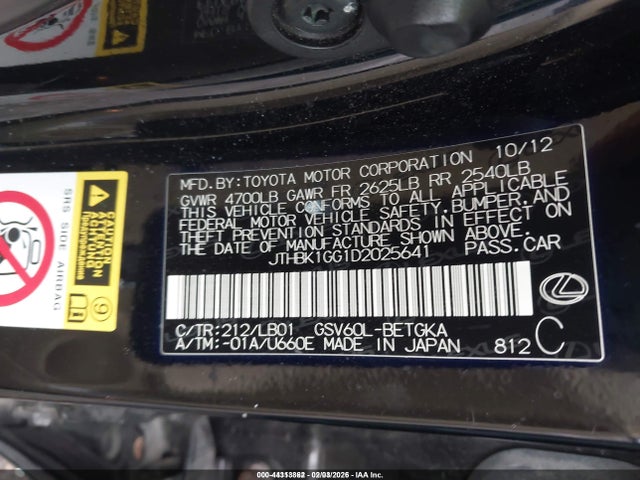 MFD. BY: TOYOTA MOTOR CORPORATION 10/12
GVWR 4700LB GAWR FR 2625LB RR 2540LB
THIS VEHICLE CONFORMS TO ALL APPLICABLE
FEDERAL MOTOR VEHICLE SAFETY, BUMPER, AND
THEFT PREVENTION STANDARDS IN EFFECT ON
THE DATE OF MANUFACTURE SHOWN ABOVE.
JTHBK1GG1D2025641 PASS. CAR
C/TR: 212/LB01 GSV60L-BETGKA
A/TM: -01A/U660E MADE IN JAPAN 812 C
SRS SIDE AIRBAG
CAUTION
9
000-44313862 - 02/03/2026 - IAA, Inc.